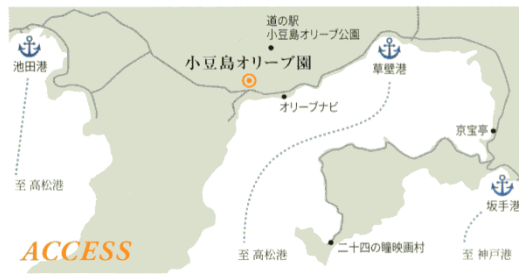 道の駅
小豆島オリーブ公園
池田港
小豆島オリーブ園
草壁港
オリーブナビ
京宝亭
至 高松港
坂手港
ACCESS
至 高松港
二十四の瞳映画村
至 神戸港